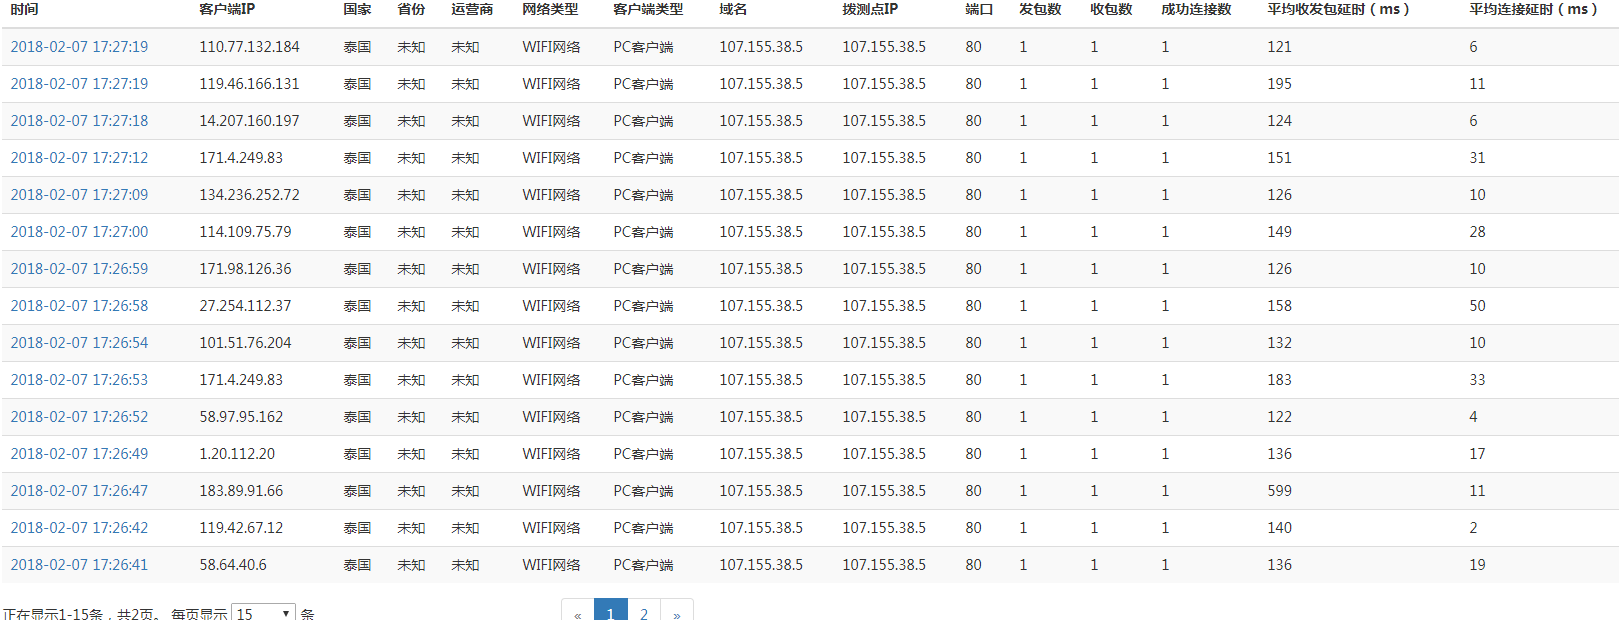 时间 客户端IP 国家 省份 运营商 网络类型 客户端类型 域名 拨测点IP 端口 发包数 收包数 成功连接数 平均收发包延时（ms） 平均连接延时（ms）
2018-02-07 17:27:19 110.77.132.184 泰国 未知 未知 WIFI网络 PC客户端 107.155.38.5 107.155.38.5 80 1 1 1 121 6
2018-02-07 17:27:19 119.46.166.131 泰国 未知 未知 WIFI网络 PC客户端 107.155.38.5 107.155.38.5 80 1 1 1 195 11
2018-02-07 17:27:18 14.207.160.197 泰国 未知 未知 WIFI网络 PC客户端 107.155.38.5 107.155.38.5 80 1 1 1 124 6
2018-02-07 17:27:12 171.4.249.83 泰国 未知 未知 WIFI网络 PC客户端 107.155.38.5 107.155.38.5 80 1 1 1 151 31
2018-02-07 17:27:09 134.236.252.72 泰国 未知 未知 WIFI网络 PC客户端 107.155.38.5 107.155.38.5 80 1 1 1 126 10
2018-02-07 17:27:00 114.109.75.79 泰国 未知 未知 WIFI网络 PC客户端 107.155.38.5 107.155.38.5 80 1 1 1 149 28
2018-02-07 17:26:59 171.98.126.36 泰国 未知 未知 WIFI网络 PC客户端 107.155.38.5 107.155.38.5 80 1 1 1 126 10
2018-02-07 17:26:58 27.254.112.37 泰国 未知 未知 WIFI网络 PC客户端 107.155.38.5 107.155.38.5 80 1 1 1 158 50
2018-02-07 17:26:54 101.51.76.204 泰国 未知 未知 WIFI网络 PC客户端 107.155.38.5 107.155.38.5 80 1 1 1 132 10
2018-02-07 17:26:53 171.4.249.83 泰国 未知 未知 WIFI网络 PC客户端 107.155.38.5 107.155.38.5 80 1 1 1 183 33
2018-02-07 17:26:52 58.97.95.162 泰国 未知 未知 WIFI网络 PC客户端 107.155.38.5 107.155.38.5 80 1 1 1 122 4
2018-02-07 17:26:49 1.20.112.20 泰国 未知 未知 WIFI网络 PC客户端 107.155.38.5 107.155.38.5 80 1 1 1 136 17
2018-02-07 17:26:47 183.89.91.66 泰国 未知 未知 WIFI网络 PC客户端 107.155.38.5 107.155.38.5 80 1 1 1 599 11
2018-02-07 17:26:42 119.42.67.12 泰国 未知 未知 WIFI网络 PC客户端 107.155.38.5 107.155.38.5 80 1 1 1 140 2
2018-02-07 17:26:41 58.64.40.6 泰国 未知 未知 WIFI网络 PC客户端 107.155.38.5 107.155.38.5 80 1 1 1 136 19
正在显示1-15条，共2页。 每页显示 15 条 « 1 2 »